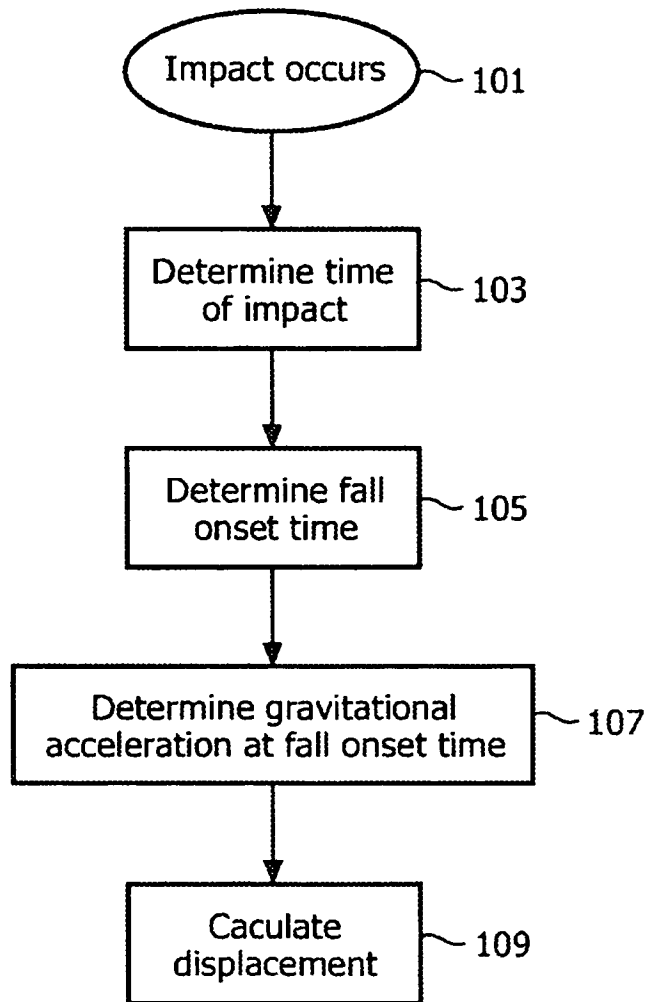 Impact occurs
101
Determine time
of impact
103
Determine fall
onset time
105
Determine gravitational
acceleration at fall onset time
107
Caculate
displacement
109